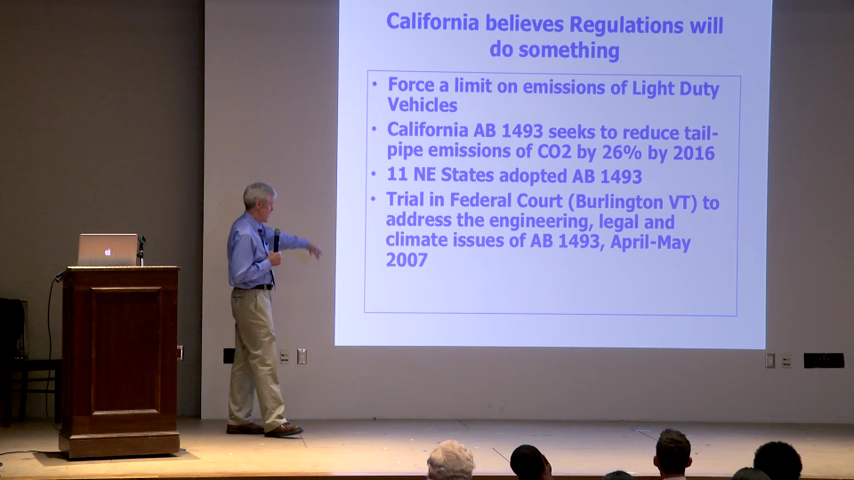 California believes Regulations will
do something
• Force a limit on emissions of Light Duty
Vehicles
• California AB 1493 seeks to reduce tail-
pipe emissions of CO2 by 26% by 2016
• 11 NE States adopted AB 1493
• Trial in Federal Court (Burlington VT) to
address the engineering, legal and
climate issues of AB 1493, April-May
2007